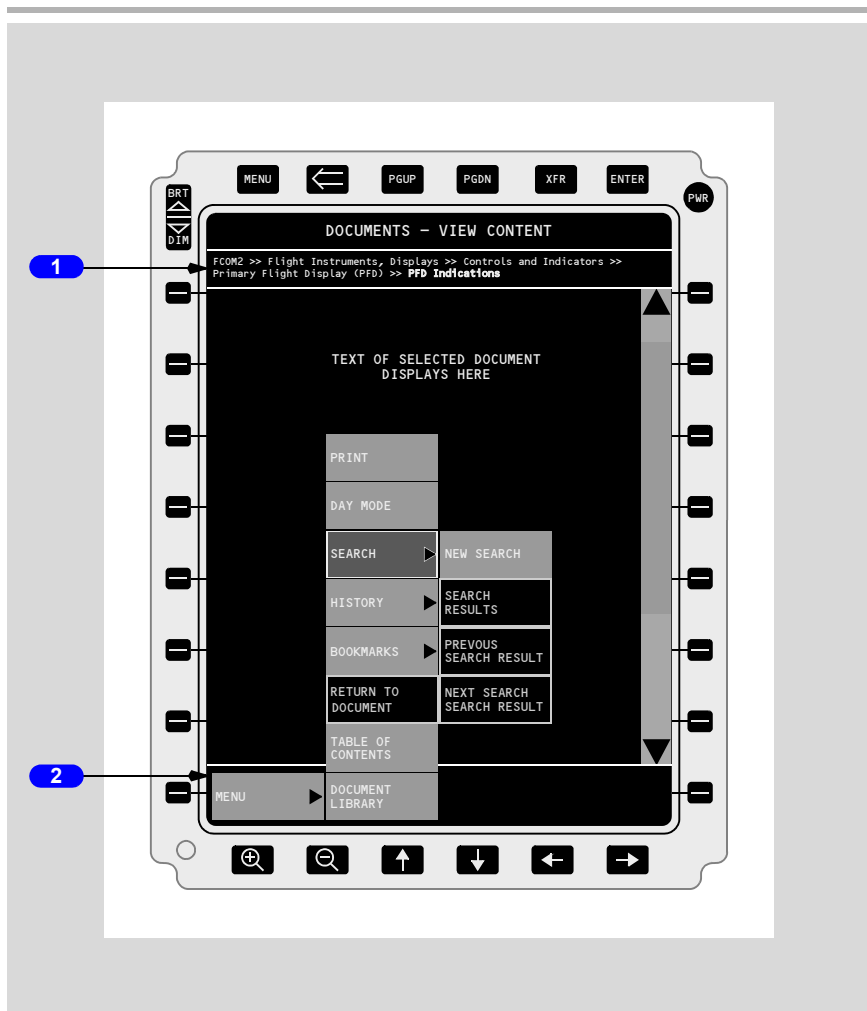 MENU
PGUP
PGDN
XFR
ENTER
BRT
DIM
PWR
DOCUMENTS – VIEW CONTENT
1
FCOM2 >> Flight Instruments, Displays >> Controls and Indicators >>
Primary Flight Display (PFD) >> PFD Indications
TEXT OF SELECTED DOCUMENT
DISPLAYS HERE
PRINT
DAY MODE
SEARCH
NEW SEARCH
HISTORY
SEARCH
RESULTS
BOOKMARKS
PREVOUS
SEARCH RESULT
RETURN TO
DOCUMENT
NEXT SEARCH
SEARCH RESULT
TABLE OF
CONTENTS
2
MENU
DOCUMENT
LIBRARY